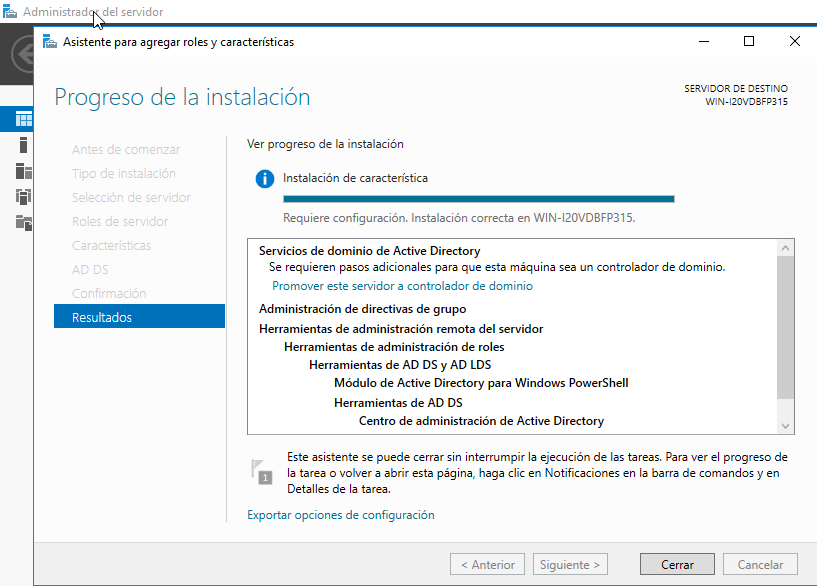 Administrador del servidor
Asistente para agregar roles y características
Progreso de la instalación
SERVIDOR DE DESTINO
WIN-I20VDBFP315
Antes de comenzar
Tipo de instalación
Selección de servidor
Roles de servidor
Características
AD DS
Confirmación
Resultados
Ver progreso de la instalación
Instalación de característica
Requiere configuración. Instalación correcta en WIN-I20VDBFP315.
Servicios de dominio de Active Directory
Se requieren pasos adicionales para que esta máquina sea un controlador de dominio.
Promover este servidor a controlador de dominio
Administración de directivas de grupo
Herramientas de administración remota del servidor
Herramientas de administración de roles
Herramientas de AD DS y AD LDS
Módulo de Active Directory para Windows PowerShell
Herramientas de AD DS
Centro de administración de Active Directory
1
Este asistente se puede cerrar sin interrumpir la ejecución de las tareas. Para ver el progreso de
la tarea o volver a abrir esta página, haga clic en Notificaciones en la barra de comandos y en
Detalles de la tarea.
Exportar opciones de configuración
< Anterior
Siguiente >
Cerrar
Cancelar